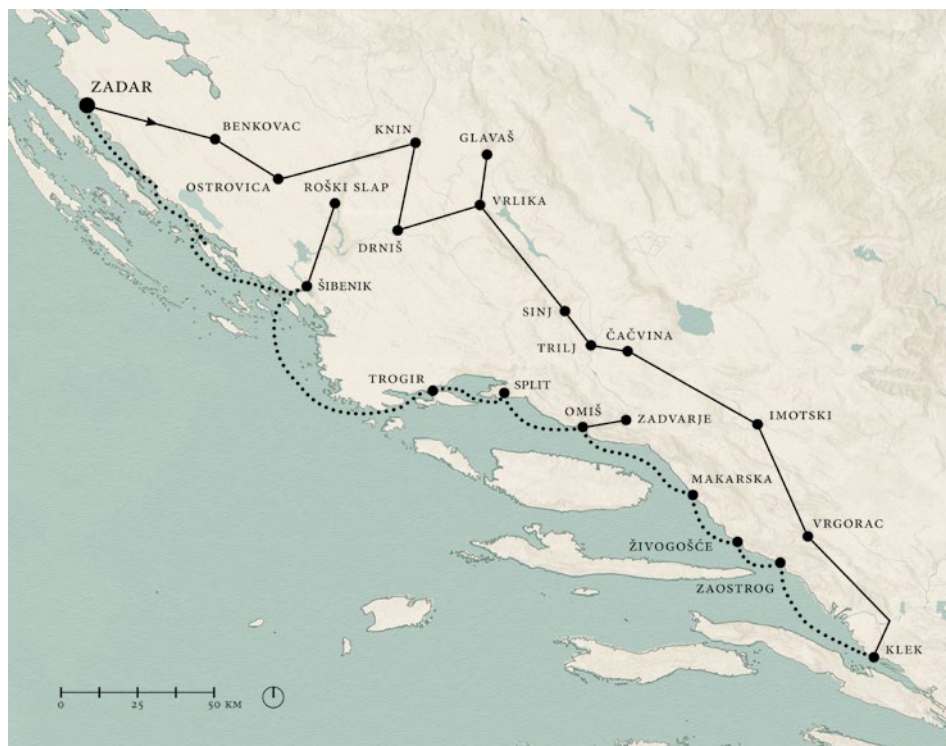 ZADAR
BENKOVAC
KNIN
GLAVAŠ
OSTROVICA
ROŠKI SLAP
VRLIKA
DRNIŠ
ŠIBENIK
SINJ
ČAČVINA
TRILJ
TROGIR
SPLIT
OMIŠ
ZADVARJE
IMOTSKI
MAKARSKA
VRGORAC
ŽIVOGOŠĆE
ZAOSTROG
KLEK
0 25 50 KM